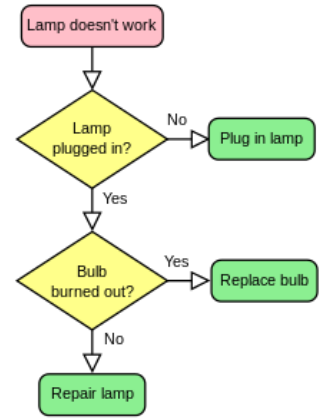 Lamp doesn't work
Lamp
plugged in?
No
Plug in lamp
Yes
Bulb
burned out?
Yes
Replace bulb
No
Repair lamp